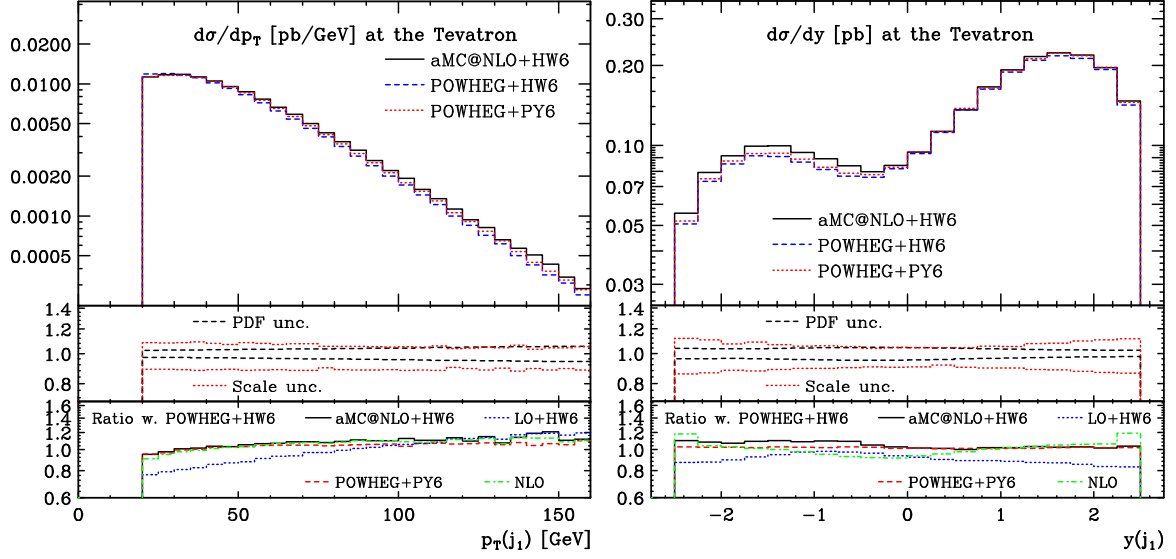 dσ/dp_T [pb/GeV] at the Tevatron
aMC@NLO+HW6
POWHEG+HW6
POWHEG+PY6
0.0200
0.0100
0.0050
0.0020
0.0010
0.0005
1.4
1.2
1.0
0.8
PDF unc.
Scale unc.
1.6
1.4
1.2
1.0
0.8
0.6
Ratio w. POWHEG+HW6
aMC@NLO+HW6
LO+HW6
POWHEG+PY6
NLO
0
50
100
150
p_T(j_1) [GeV]
dσ/dy [pb] at the Tevatron
0.30
0.20
0.10
0.07
0.05
0.03
aMC@NLO+HW6
POWHEG+HW6
POWHEG+PY6
1.4
1.2
1.0
0.8
PDF unc.
Scale unc.
1.6
1.4
1.2
1.0
0.8
0.6
Ratio w. POWHEG+HW6
aMC@NLO+HW6
LO+HW6
POWHEG+PY6
NLO
−2
−1
0
1
2
y(j_1)